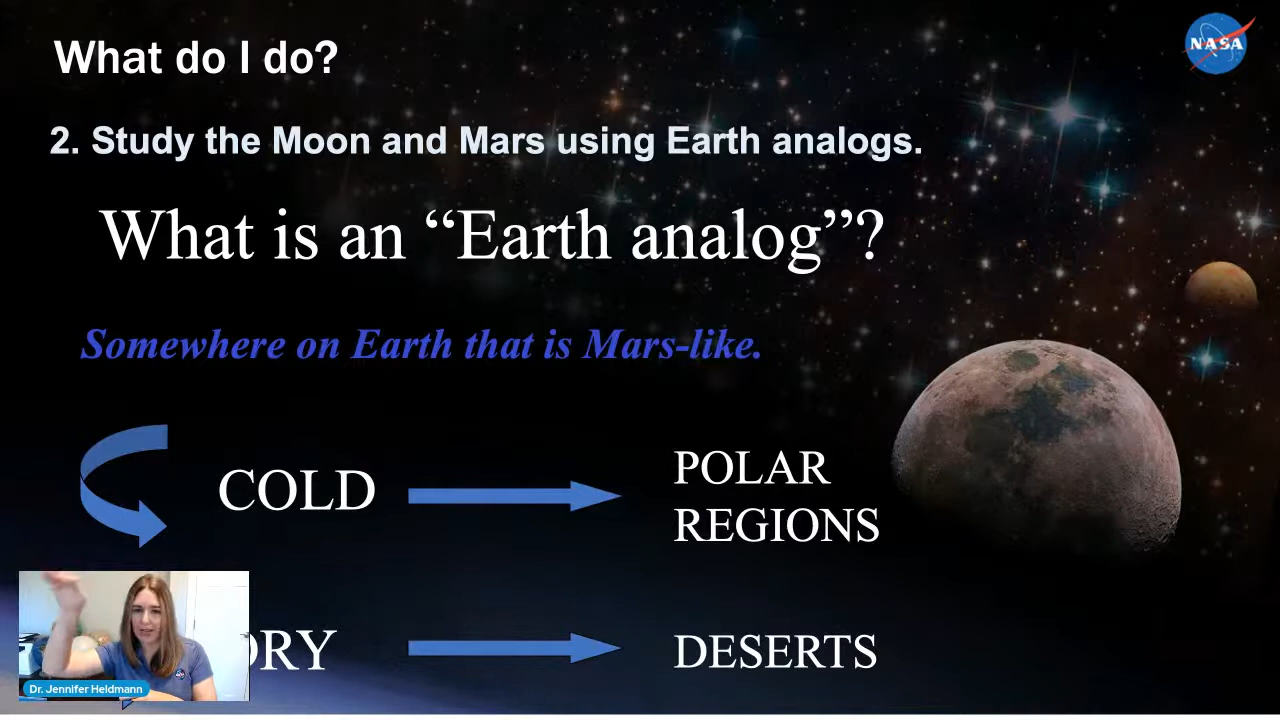 What do I do?
NASA
2. Study the Moon and Mars using Earth analogs.
What is an “Earth analog”?
Somewhere on Earth that is Mars-like.
COLD
POLAR
REGIONS
DRY
DESERTS
Dr. Jennifer Heldmann